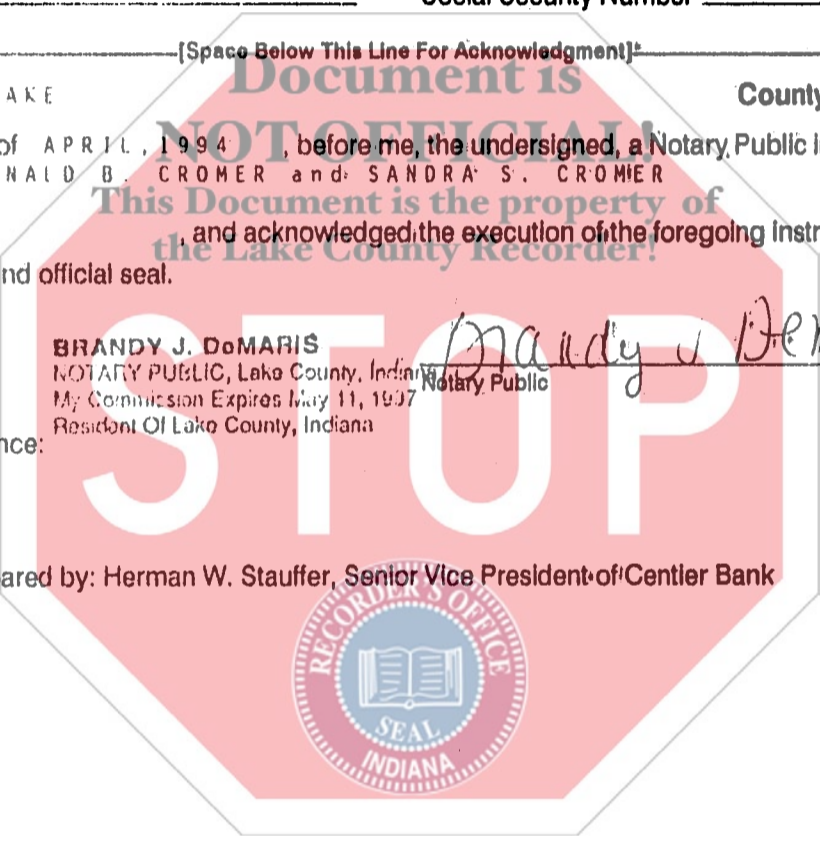 Social Security Number
[Space Below This Line For Acknowledgment]
Document is
AKE County
NOT OFFICIAL!
of APRIL, 1994 , before me, the undersigned, a Notary Public i
NALD B. CROMER and SANDRA S. CROMER
This Document is the property of
, and acknowledged the execution of the foregoing instr
the Lake County Recorder!
nd official seal.
STOP
BRANDY J. DoMARIS
NOTARY PUBLIC, Lake County, Indiana
My Commission Expires May 11, 1997
Resident Of Lake County, Indiana
Brandy J Dem
Notary Public
nce:
ared by: Herman W. Stauffer, Senior Vice President of Centier Bank
RECORDER'S OFFICE
SEAL
INDIANA